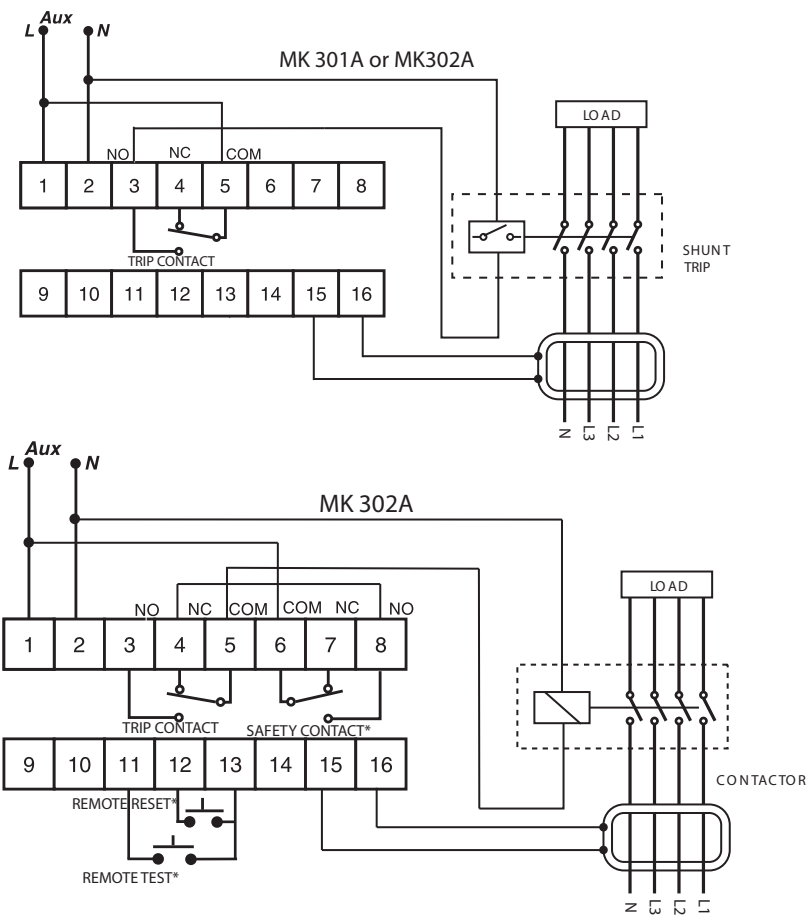 Aux
L N
MK 301A or MK302A
LOAD
NO NC COM
1 2 3 4 5 6 7 8
TRIP CONTACT
SHUNT
TRIP
9 10 11 12 13 14 15 16
N L3 L2 L1
Aux
L N
MK 302A
LOAD
NO NC COM COM NC NO
1 2 3 4 5 6 7 8
TRIP CONTACT SAFETY CONTACT*
9 10 11 12 13 14 15 16
CONTACTOR
REMOTE RESET*
REMOTE TEST*
N L3 L2 L1